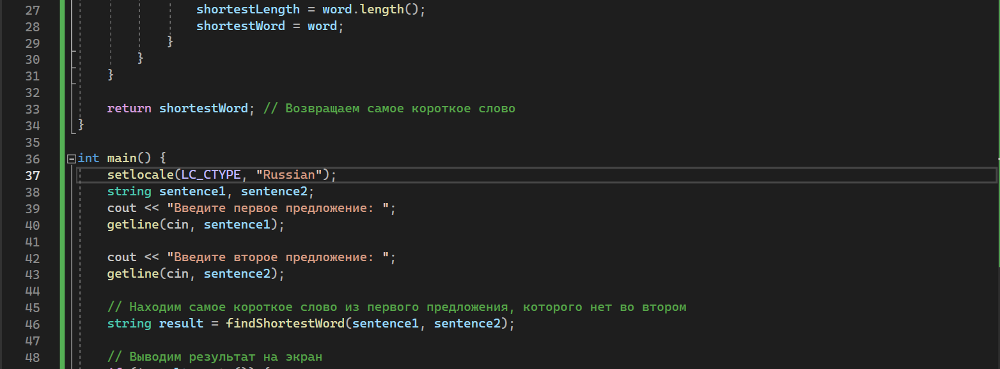 27 shortestLength = word.length();
28 shortestWord = word;
29 }
30 }
31 }
32
33 return shortestWord; // Возвращаем самое короткое слово
34 }
35
36 int main() {
37 setlocale(LC_CTYPE, "Russian");
38 string sentence1, sentence2;
39 cout << "Введите первое предложение: ";
40 getline(cin, sentence1);
41
42 cout << "Введите второе предложение: ";
43 getline(cin, sentence2);
44
45 // Находим самое короткое слово из первого предложения, которого нет во втором
46 string result = findShortestWord(sentence1, sentence2);
47
48 // Выводим результат на экран